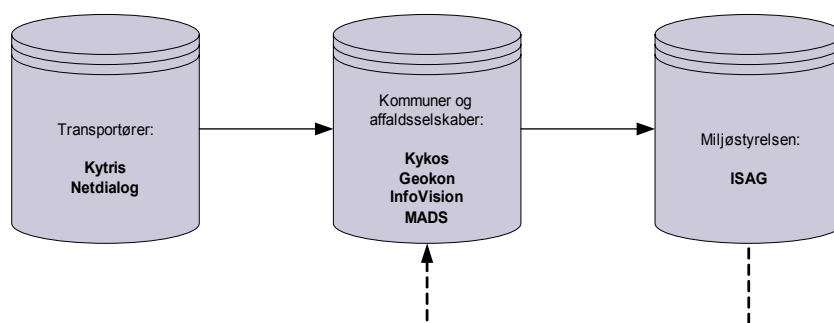 Transportører:
Kytris
Netdialog
Kommuner og
affaldsselskaber:
Kykos
Geokon
InfoVision
MADS
Miljøstyrelsen:
ISAG